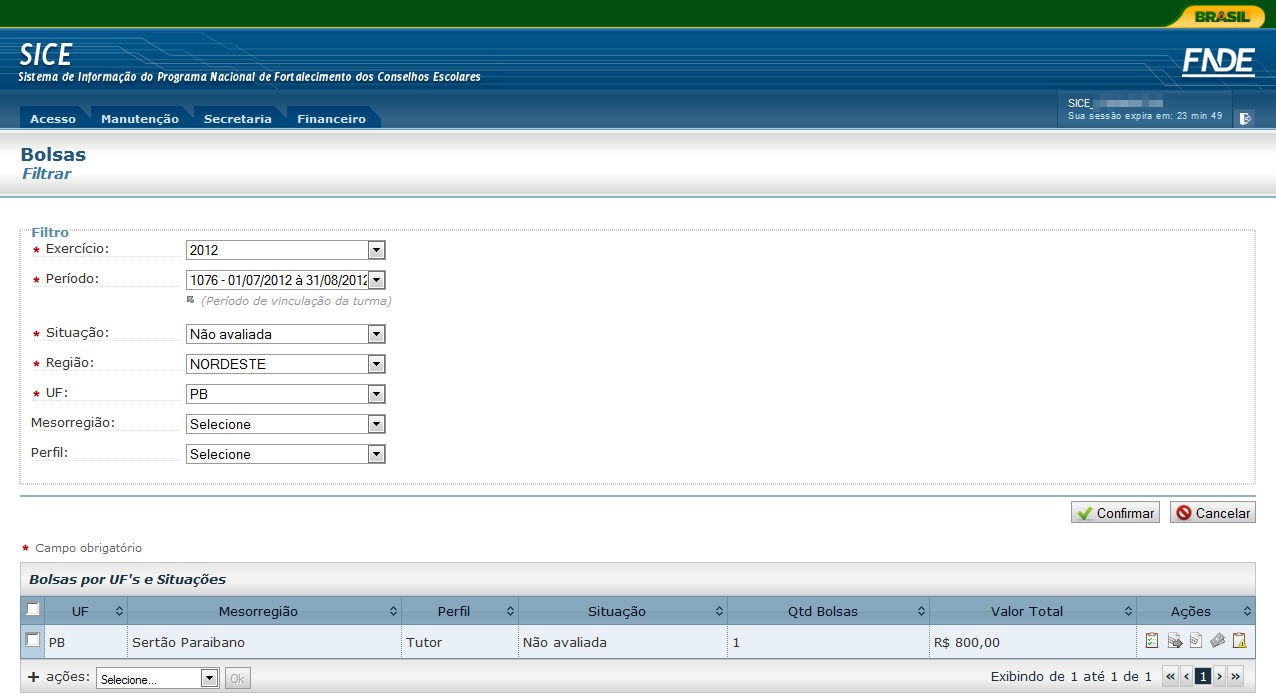 BRASIL
SICE
Sistema de Informação do Programa Nacional de Fortalecimento dos Conselhos Escolares
FNDE
Acesso Manutenção Secretaria Financeiro
SICE_
Sua sessão expira em: 23 min 49
Bolsas
Filtrar
Filtro
* Exercício: 2012
* Período: 1076 - 01/07/2012 à 31/08/2012
(Período de vinculação da turma)
* Situação: Não avaliada
* Região: NORDESTE
* UF: PB
Mesorregião: Selecione
Perfil: Selecione
Confirmar Cancelar
* Campo obrigatório
Bolsas por UF's e Situações
UF Mesorregião Perfil Situação Qtd Bolsas Valor Total Ações
PB Sertão Paraibano Tutor Não avaliada 1 R$ 800,00
+ ações: Selecione... Ok Exibindo de 1 até 1 de 1 « ‹ 1 › »